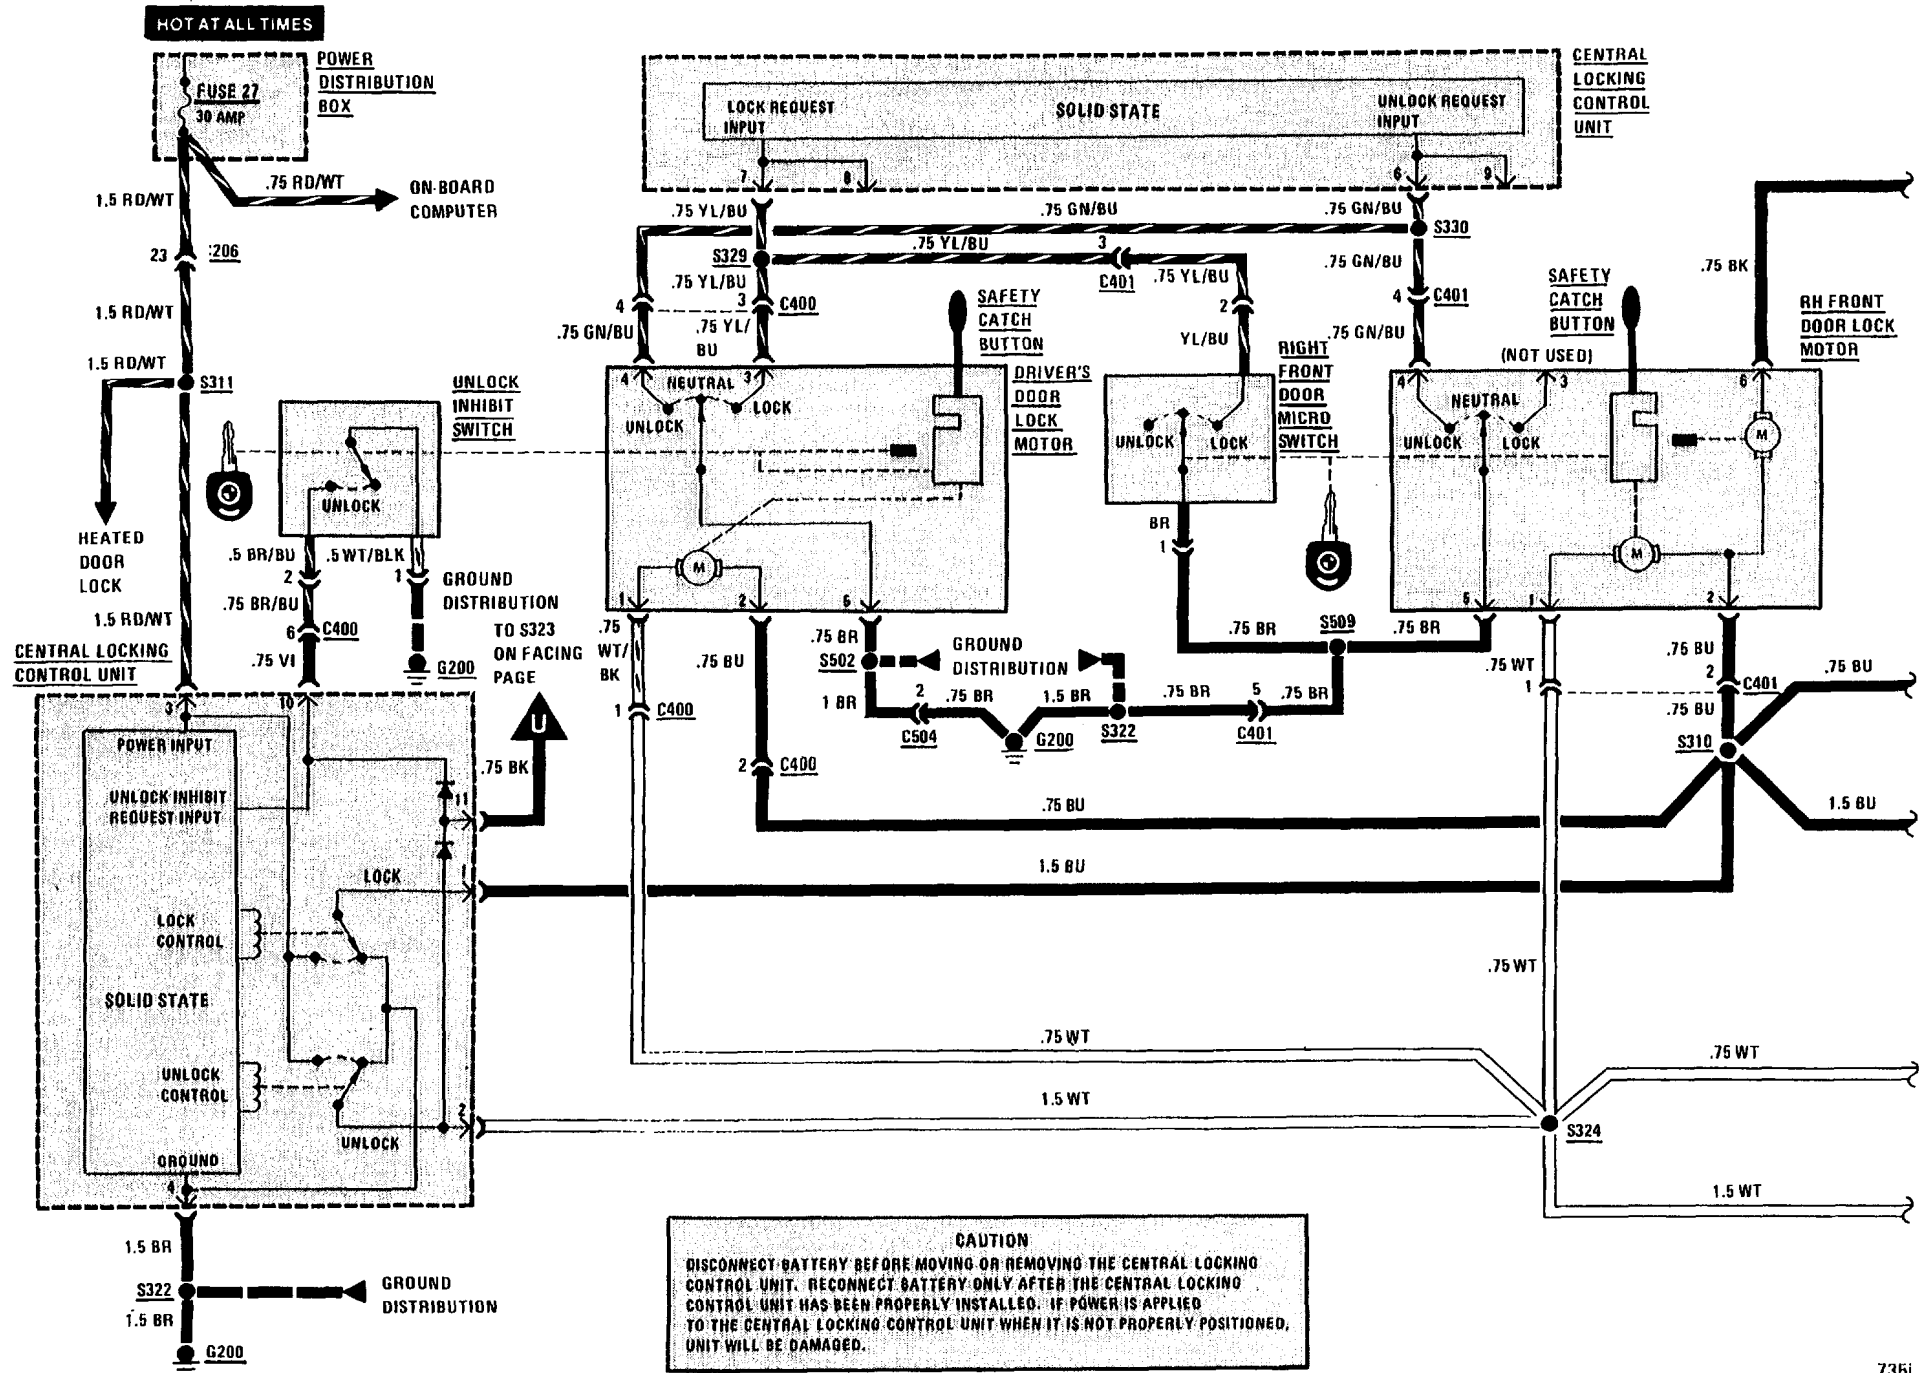 HOT AT ALL TIMES
FUSE 27
30 AMP
POWER
DISTRIBUTION
BOX
1.5 RD/WT
.75 RD/WT
ON-BOARD
COMPUTER
23
206
1.5 RD/WT
1.5 RD/WT
S311
HEATED
DOOR
LOCK
1.5 RD/WT
UNLOCK
INHIBIT
SWITCH
UNLOCK
.5 BR/BU
.5 WT/BLK
2
1
.75 BR/BU
6
C400
.75 VI
GROUND
DISTRIBUTION
G200
TO S323
ON FACING
PAGE
U
.75 BK
CENTRAL LOCKING
CONTROL UNIT
3
10
POWER INPUT
UNLOCK INHIBIT
REQUEST INPUT
11
LOCK
1
LOCK
CONTROL
SOLID STATE
UNLOCK
CONTROL
UNLOCK
2
GROUND
4
1.5 BR
S322
GROUND
DISTRIBUTION
1.5 BR
G200
CENTRAL
LOCKING
CONTROL
UNIT
LOCK REQUEST
INPUT
SOLID STATE
UNLOCK REQUEST
INPUT
7
8
6
9
.75 YL/BU
.75 GN/BU
.75 GN/BU
S330
S329
.75 YL/BU
3
C401
.75 YL/BU
.75 YL/BU
.75 GN/BU
4
3
C400
2
4
C401
.75 GN/BU
.75 YL/
BU
YL/BU
.75 GN/BU
SAFETY
CATCH
BUTTON
DRIVER'S
DOOR
LOCK
MOTOR
4
3
NEUTRAL
UNLOCK
LOCK
M
1
2
6
RIGHT
FRONT
DOOR
MICRO
SWITCH
UNLOCK
LOCK
BR
1
SAFETY
CATCH
BUTTON
.75 BK
RH FRONT
DOOR LOCK
MOTOR
(NOT USED)
4
3
6
NEUTRAL
UNLOCK
LOCK
M
M
5
1
2
.75
WT/
BK
.75 BU
.75 BR
S502
GROUND
DISTRIBUTION
1 BR
2
C504
.75 BR
G200
1.5 BR
S322
.75 BR
5
C401
.75 BR
.75 BR
S509
.75 BR
.75 WT
1
.75 BU
2
C401
.75 BU
.75 BU
S310
1.5 BU
1
C400
2
C400
.75 BU
1.5 BU
.75 WT
.75 WT
.75 WT
1.5 WT
S324
1.5 WT
CAUTION
DISCONNECT BATTERY BEFORE MOVING OR REMOVING THE CENTRAL LOCKING
CONTROL UNIT. RECONNECT BATTERY ONLY AFTER THE CENTRAL LOCKING
CONTROL UNIT HAS BEEN PROPERLY INSTALLED. IF POWER IS APPLIED
TO THE CENTRAL LOCKING CONTROL UNIT WHEN IT IS NOT PROPERLY POSITIONED,
UNIT WILL BE DAMAGED.
735i